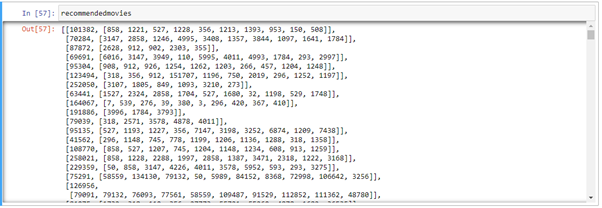 In [57]: recommendedmovies
Out[57]: [[101382, [858, 1221, 527, 1228, 356, 1213, 1393, 953, 150, 508]],
[70284, [3147, 2858, 1246, 4995, 3408, 1357, 3844, 1097, 1641, 1784]],
[87872, [2628, 912, 902, 2303, 355]],
[69691, [6016, 3147, 3949, 110, 5995, 4011, 4993, 1784, 293, 2997]],
[95304, [908, 912, 926, 1254, 1262, 1203, 266, 457, 1204, 1248]],
[123494, [318, 356, 912, 151707, 1196, 750, 2019, 296, 1252, 1197]],
[252050, [3107, 1805, 849, 1093, 3210, 273]],
[63441, [1527, 2324, 2858, 1704, 527, 1680, 32, 1198, 529, 1748]],
[164067, [7, 539, 276, 39, 380, 3, 296, 420, 367, 410]],
[191886, [3996, 1784, 3793]],
[79039, [318, 2571, 3578, 4878, 4011]],
[95135, [527, 1193, 1227, 356, 7147, 3198, 3252, 6874, 1209, 7438]],
[41562, [296, 1148, 745, 778, 1199, 1206, 1136, 1288, 318, 1358]],
[108770, [858, 527, 1207, 745, 1204, 1148, 1234, 608, 913, 1259]],
[258021, [858, 1228, 2288, 1997, 2858, 1387, 3471, 2318, 1222, 3168]],
[229359, [50, 858, 3147, 4226, 4011, 3578, 5952, 593, 293, 3275]],
[75291, [58559, 134130, 79132, 50, 5989, 84152, 8368, 72998, 106642, 3256]],
[126956,
[79091, 79132, 76093, 77561, 58559, 109487, 91529, 112852, 111362, 48780]],